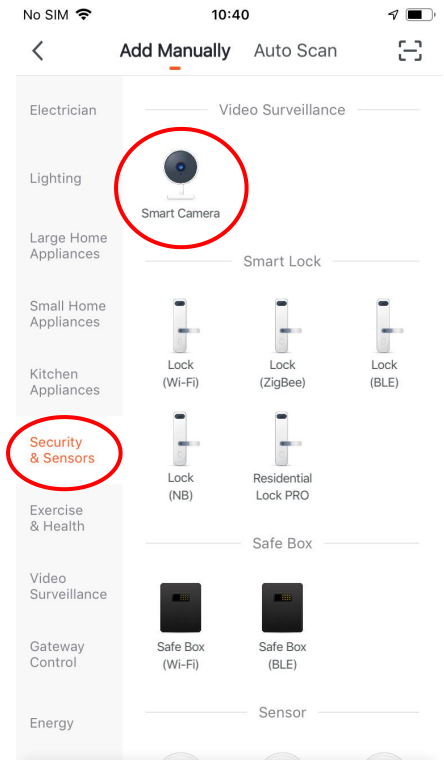 No SIM 10:40
Add Manually Auto Scan
Electrician
Lighting
Large Home
Appliances
Small Home
Appliances
Kitchen
Appliances
Security
& Sensors
Exercise
& Health
Video
Surveillance
Gateway
Control
Energy
Video Surveillance
Smart Camera
Smart Lock
Lock
(Wi-Fi)
Lock
(ZigBee)
Lock
(BLE)
Lock
(NB)
Residential
Lock PRO
Safe Box
Safe Box
(Wi-Fi)
Safe Box
(BLE)
Sensor